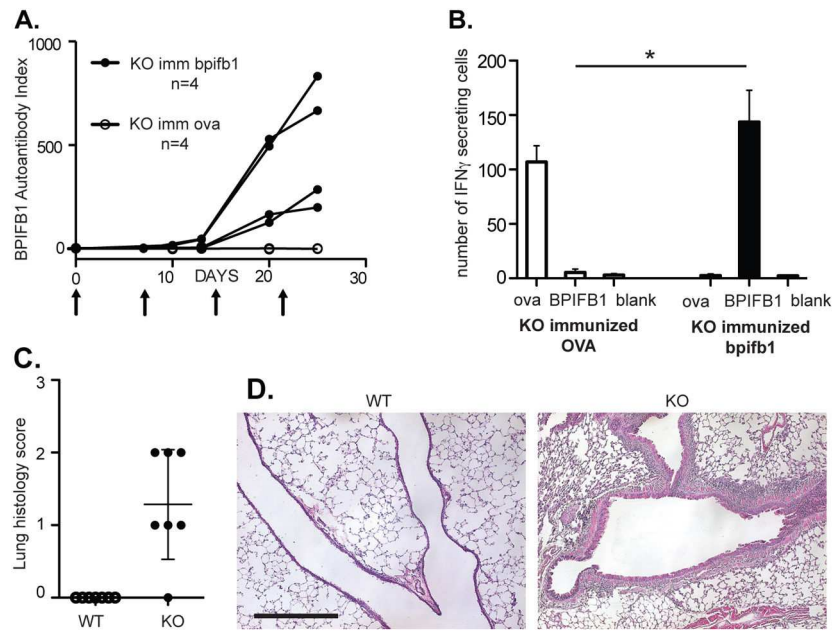 A.
1000
500
0
BPIFB1 Autoantibody Index
KO imm bpifb1
n=4
KO imm ova
n=4
0 10 DAYS 20 30
B.
*
200
150
100
50
0
number of IFNγ secreting cells
ova BPIFB1 blank ova BPIFB1 blank
KO immunized
OVA
KO immunized
bpifb1
C.
3
2
1
0
Lung histology score
WT KO
D.
WT KO